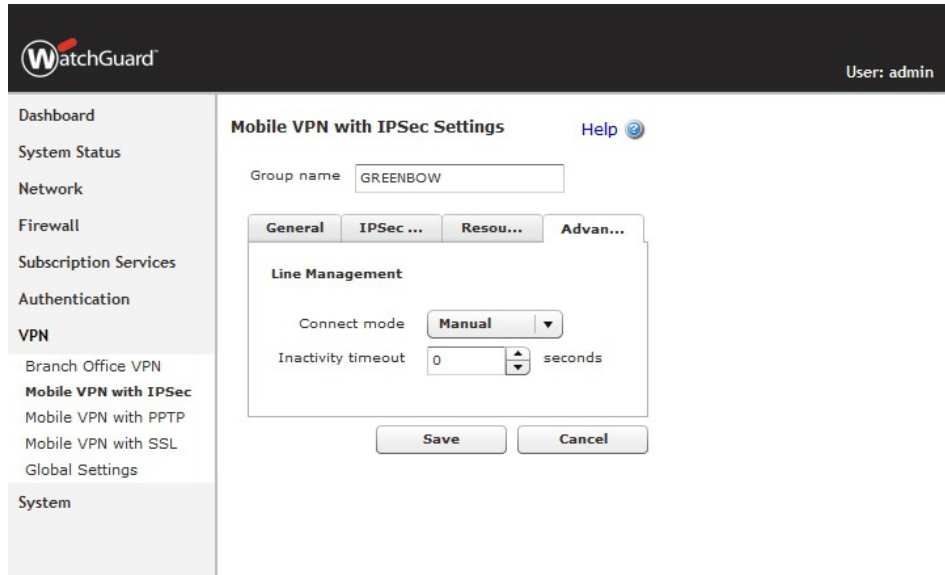 WatchGuard™
User: admin
Dashboard
System Status
Network
Firewall
Subscription Services
Authentication
VPN
Branch Office VPN
Mobile VPN with IPSec
Mobile VPN with PPTP
Mobile VPN with SSL
Global Settings
System
Mobile VPN with IPSec Settings
Help ?
Group name GREENBOW
General IPSec ... Resou... Advan...
Line Management
Connect mode Manual
Inactivity timeout 0 seconds
Save Cancel